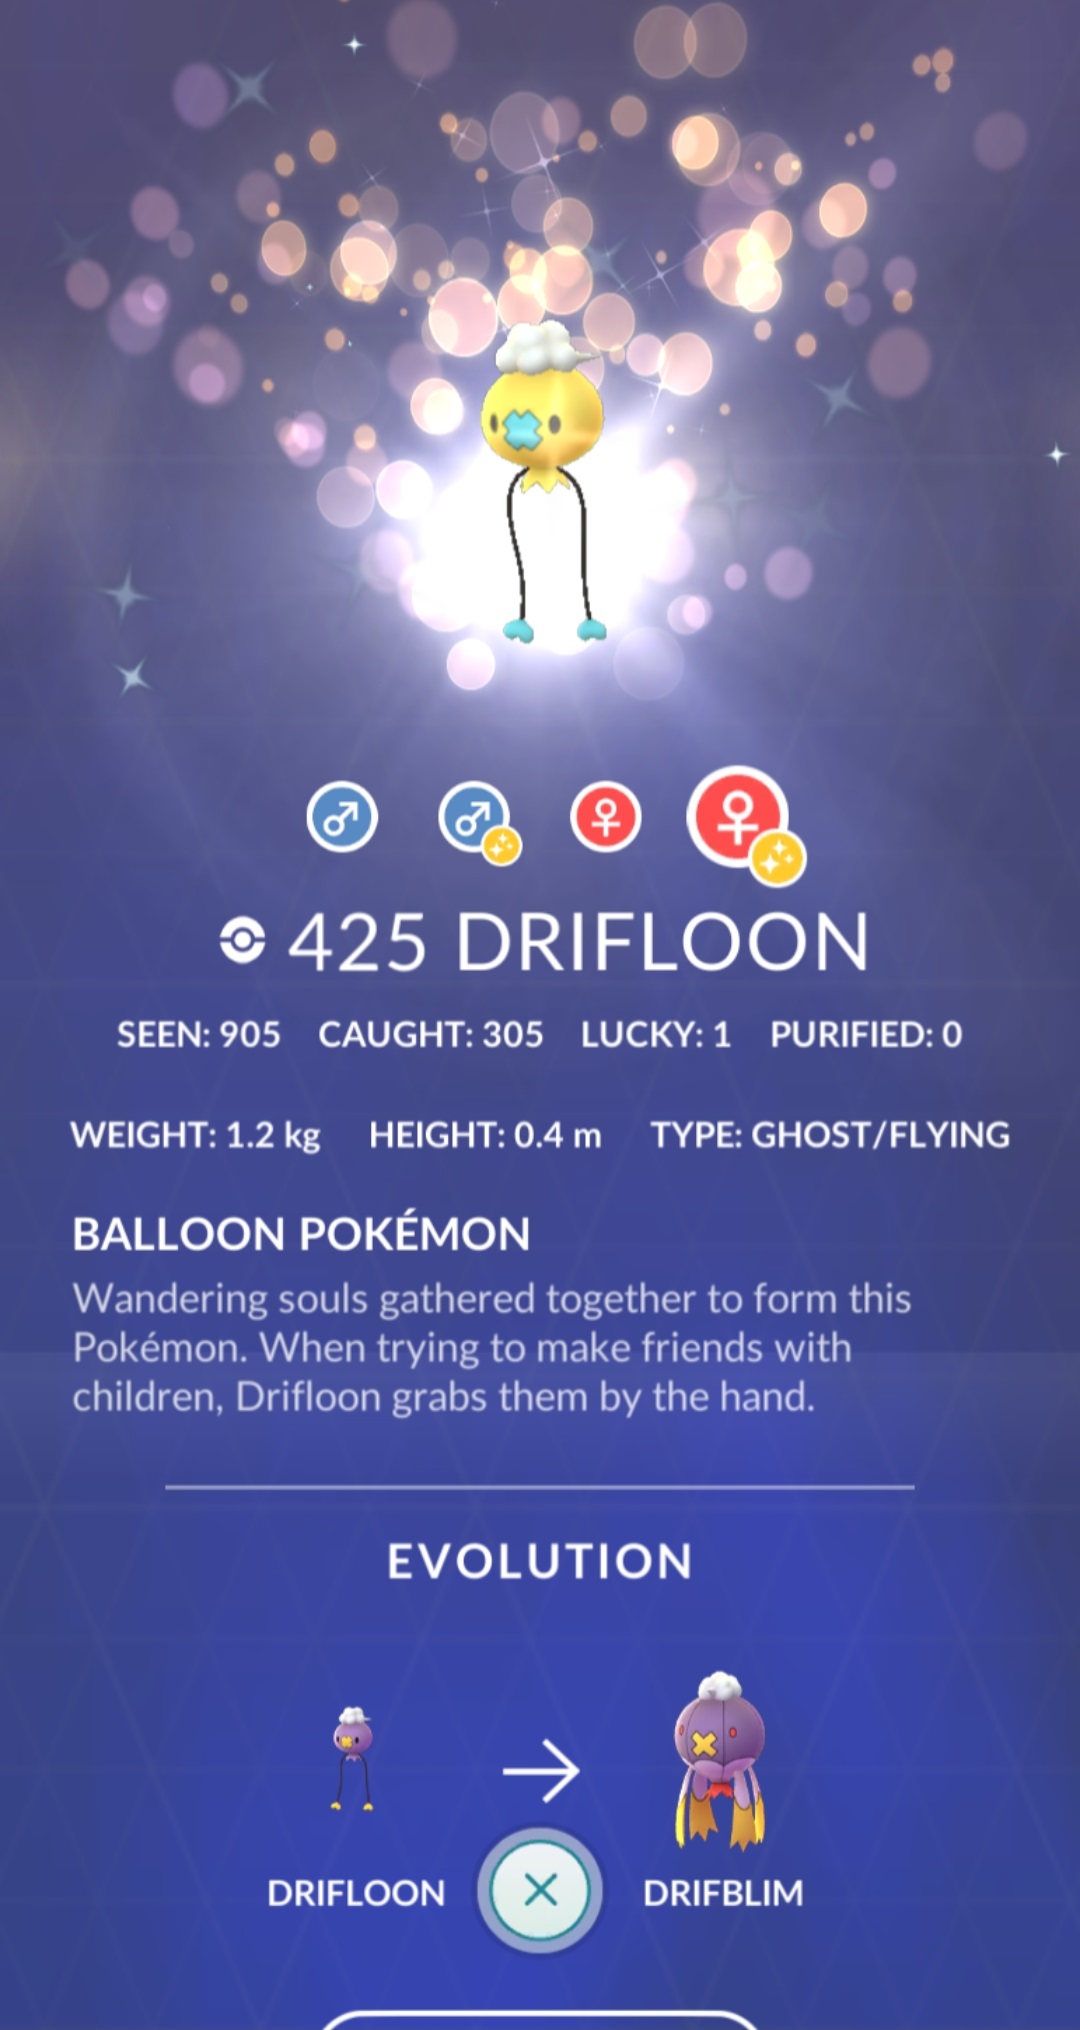 425 DRIFLOON
SEEN: 905 CAUGHT: 305 LUCKY: 1 PURIFIED: 0
WEIGHT: 1.2 kg HEIGHT: 0.4 m TYPE: GHOST/FLYING
BALLOON POKÉMON
Wandering souls gathered together to form this
Pokémon. When trying to make friends with
children, Drifloon grabs them by the hand.
EVOLUTION
DRIFLOON DRIFBLIM